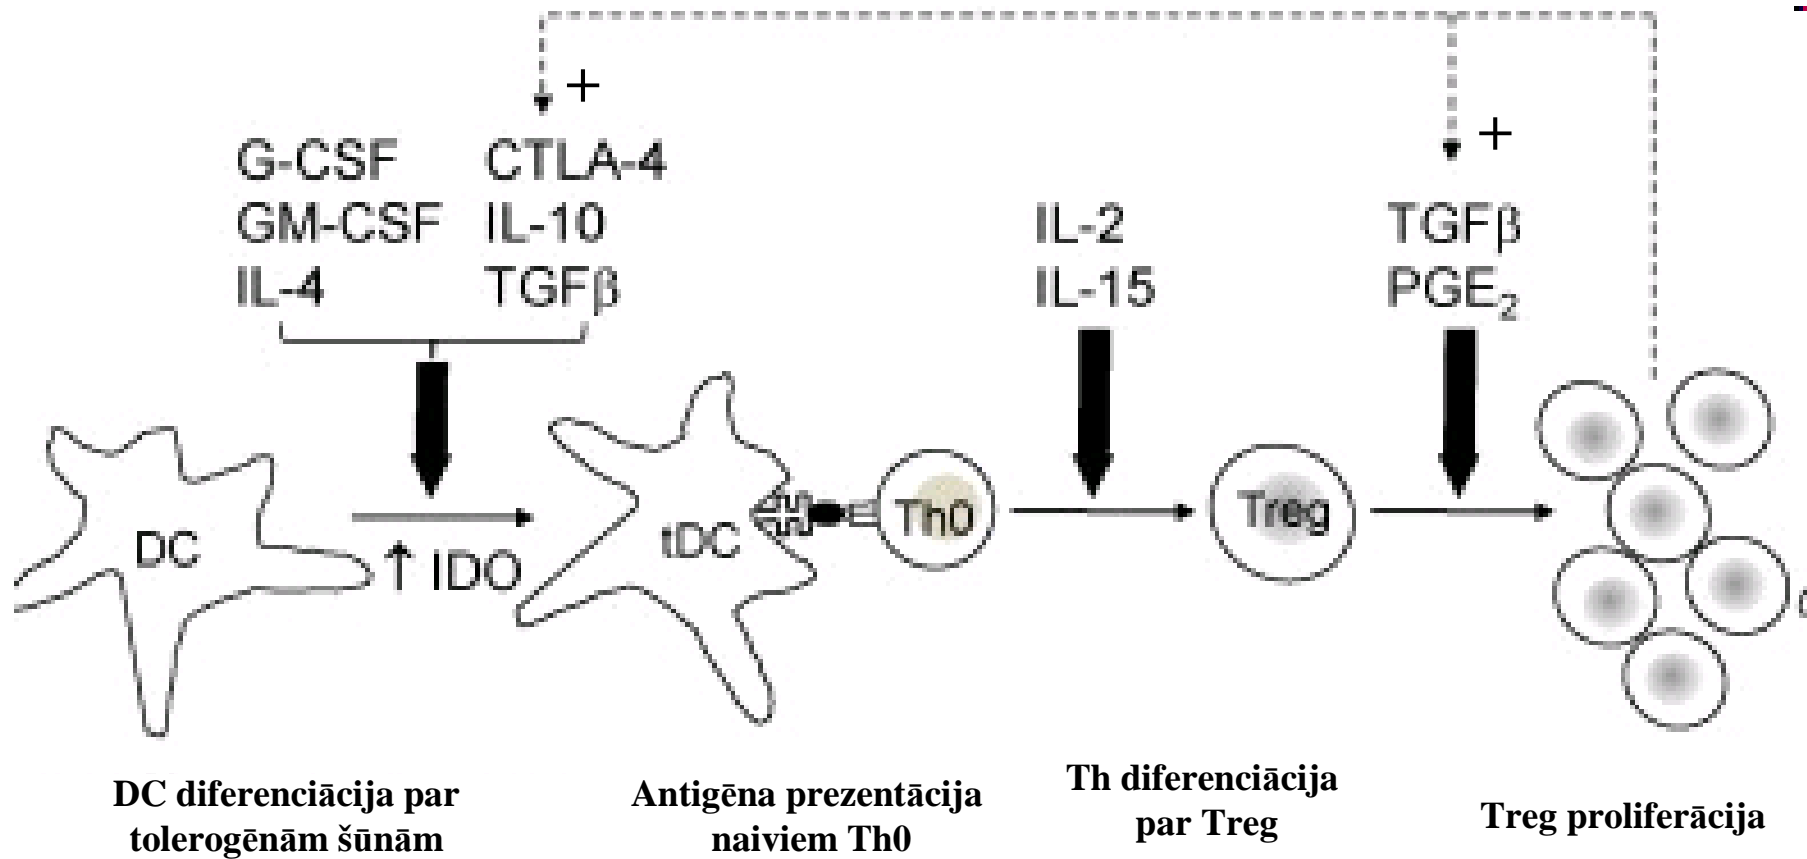 +
+
G-CSF CTLA-4
GM-CSF IL-10
IL-4 TGFβ
IL-2
IL-15
TGFβ
PGE₂
DC
↑ IDO
tDC
Th0
Treg
DC diferenciācija par
tolerogēnām šūnām
Antigēna prezentācija
naiviem Th0
Th diferenciācija
par Treg
Treg proliferācija